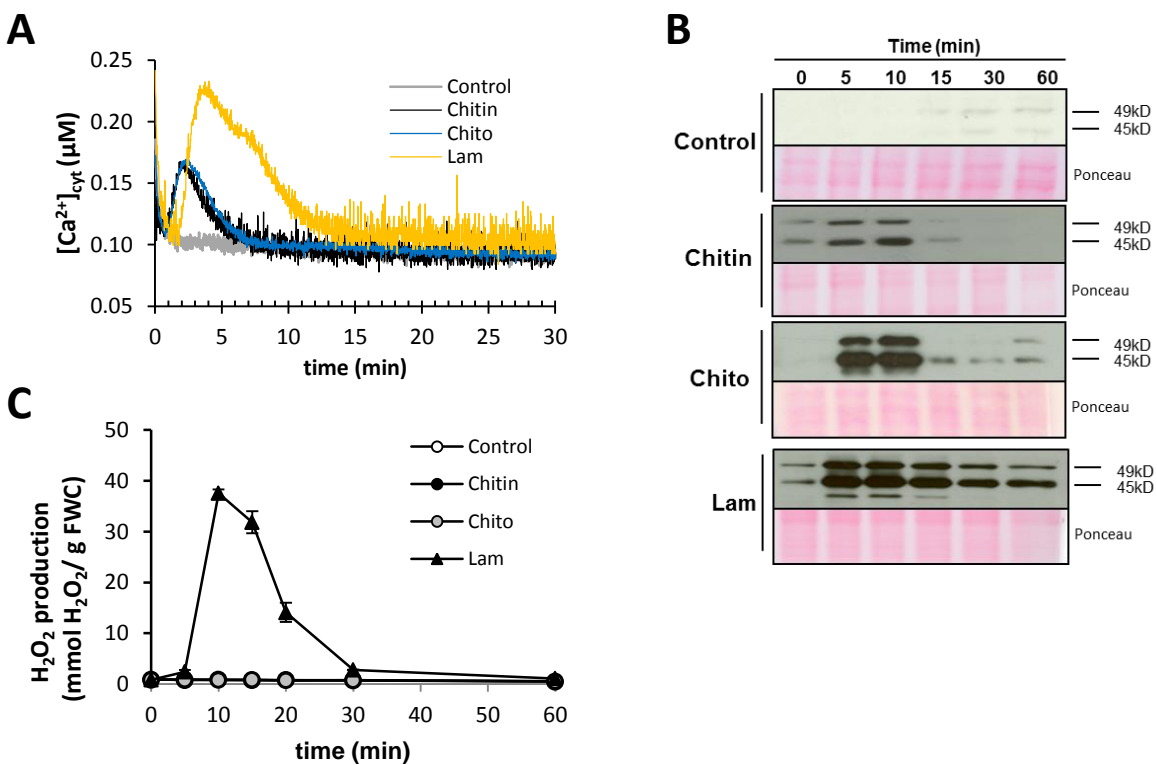 A
0.25
0.20
0.15
0.10
0.05
[Ca²⁺]cyt (µM)
Control
Chitin
Chito
Lam
0 5 10 15 20 25 30
time (min)
B
Time (min)
0 5 10 15 30 60
Control
49kD
45kD
Ponceau
Chitin
49kD
45kD
Ponceau
Chito
49kD
45kD
Ponceau
Lam
49kD
45kD
Ponceau
C
50
40
30
20
10
0
H₂O₂ production
(mmol H₂O₂/ g FWC)
Control
Chitin
Chito
Lam
0 10 20 30 40 50 60
time (min)